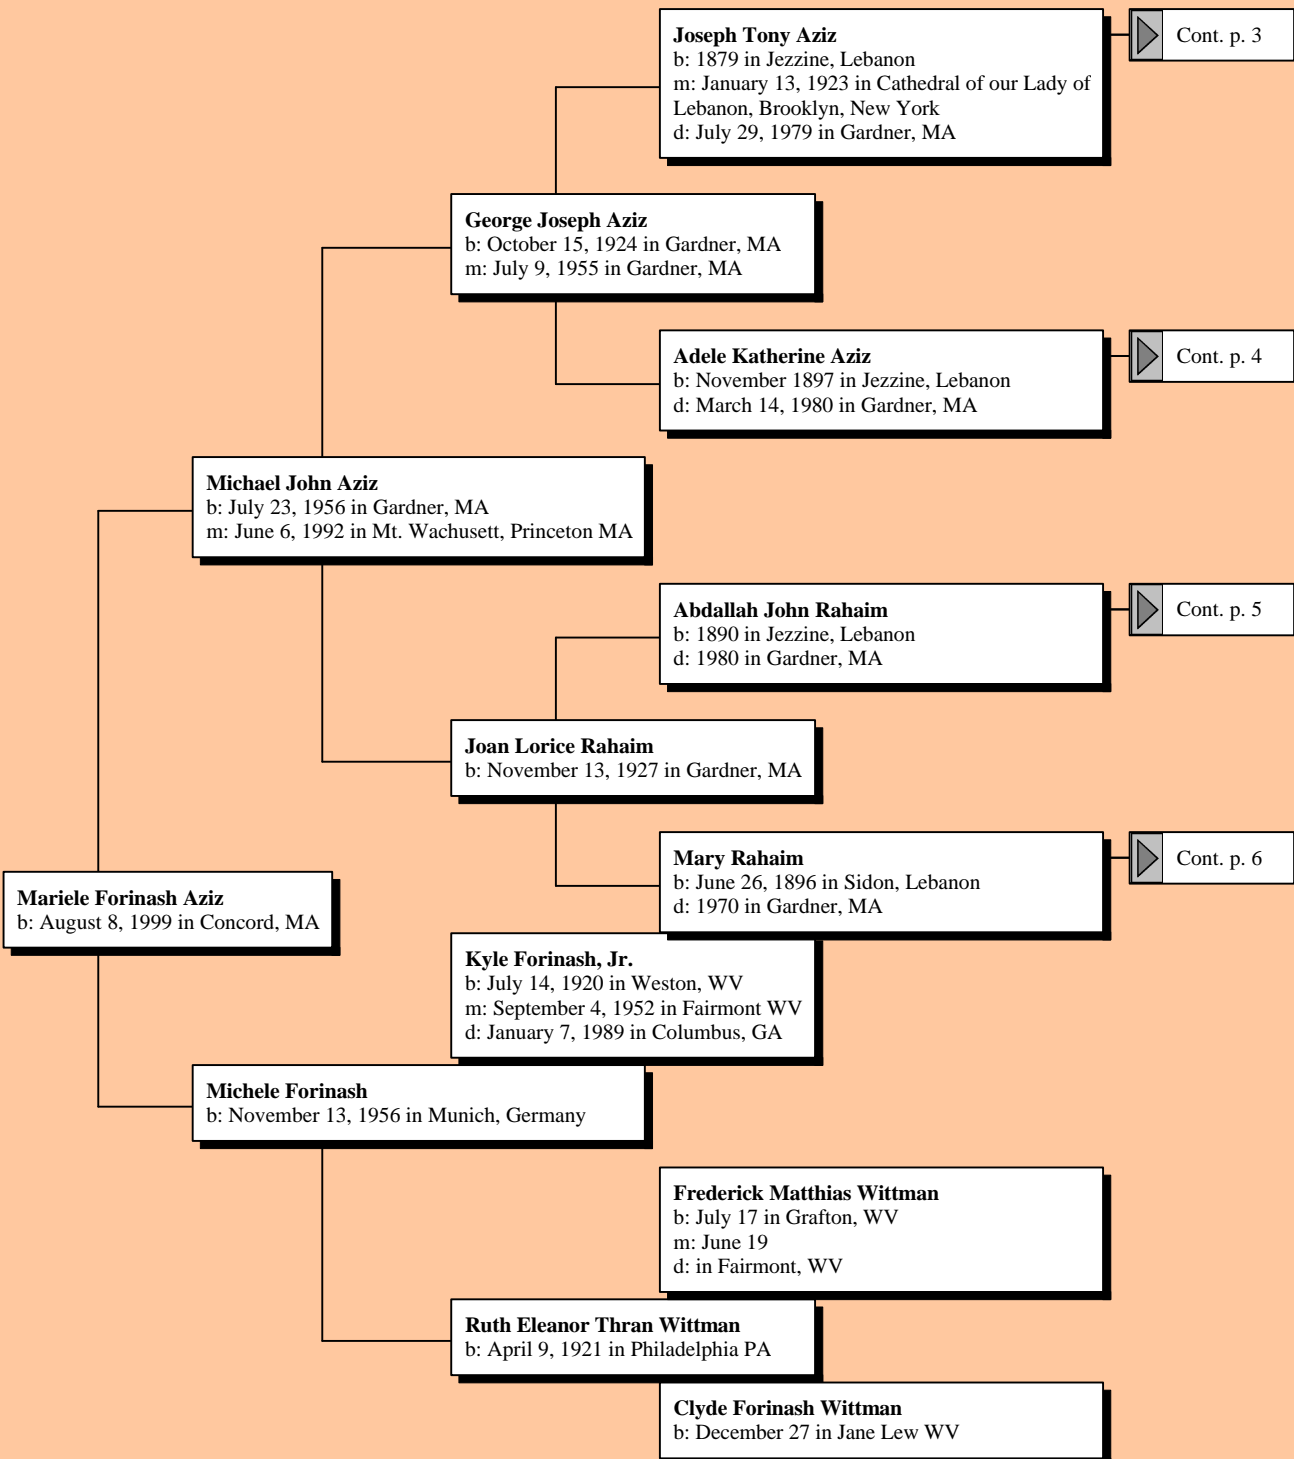 Joseph Tony Aziz
b: 1879 in Jezzine, Lebanon
m: January 13, 1923 in Cathedral of our Lady of
Lebanon, Brooklyn, New York
d: July 29, 1979 in Gardner, MA
Cont. p. 3
George Joseph Aziz
b: October 15, 1924 in Gardner, MA
m: July 9, 1955 in Gardner, MA
Adele Katherine Aziz
b: November 1897 in Jezzine, Lebanon
d: March 14, 1980 in Gardner, MA
Cont. p. 4
Michael John Aziz
b: July 23, 1956 in Gardner, MA
m: June 6, 1992 in Mt. Wachusett, Princeton MA
Abdallah John Rahaim
b: 1890 in Jezzine, Lebanon
d: 1980 in Gardner, MA
Cont. p. 5
Joan Lorice Rahaim
b: November 13, 1927 in Gardner, MA
Mary Rahaim
b: June 26, 1896 in Sidon, Lebanon
d: 1970 in Gardner, MA
Cont. p. 6
Mariele Forinash Aziz
b: August 8, 1999 in Concord, MA
Kyle Forinash, Jr.
b: July 14, 1920 in Weston, WV
m: September 4, 1952 in Fairmont WV
d: January 7, 1989 in Columbus, GA
Michele Forinash
b: November 13, 1956 in Munich, Germany
Frederick Matthias Wittman
b: July 17 in Grafton, WV
m: June 19
d: in Fairmont, WV
Ruth Eleanor Thran Wittman
b: April 9, 1921 in Philadelphia PA
Clyde Forinash Wittman
b: December 27 in Jane Lew WV